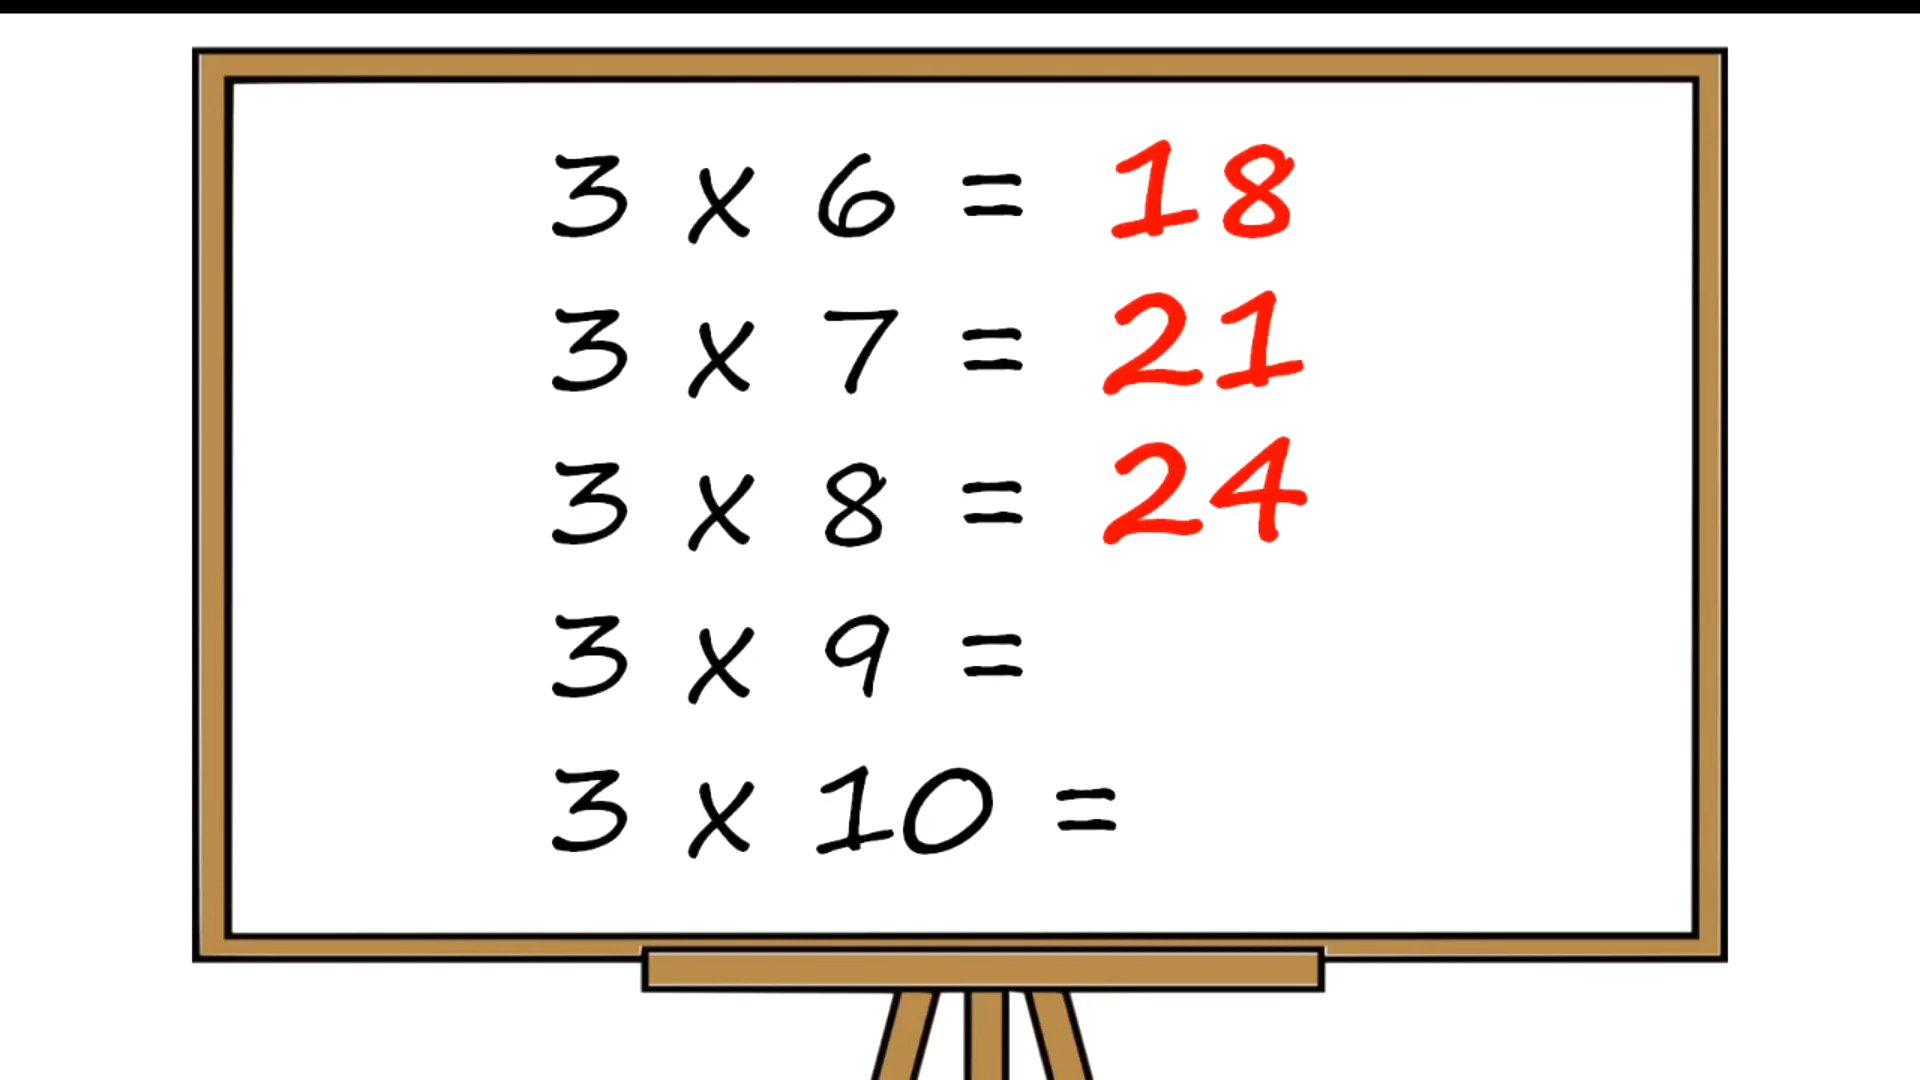 3 x 6 = 18
3 x 7 = 21
3 x 8 = 24
3 x 9 =
3 x 10 =